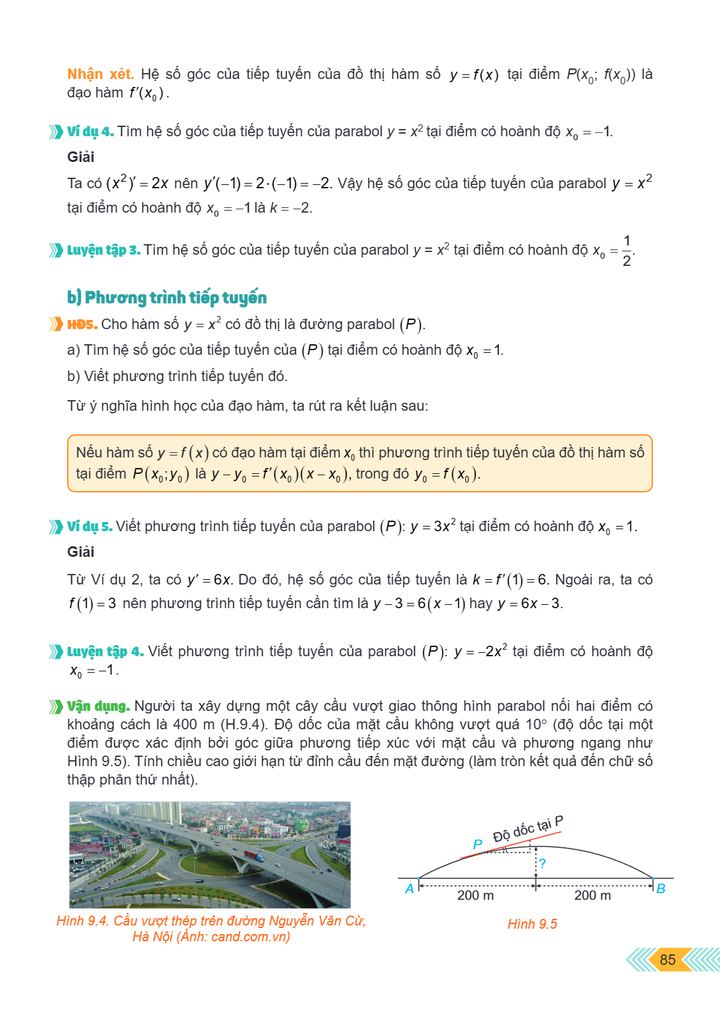 Nhận xét. Hệ số góc của tiếp tuyến của đồ thị hàm số y = f(x) tại điểm P(x₀; f(x₀)) là
đạo hàm f′(x₀).
Ví dụ 4. Tìm hệ số góc của tiếp tuyến của parabol y = x² tại điểm có hoành độ x₀ = −1.
Giải
Ta có (x²)′ = 2x nên y′(−1) = 2·(−1) = −2. Vậy hệ số góc của tiếp tuyến của parabol y = x²
tại điểm có hoành độ x₀ = −1 là k = −2.
Luyện tập 3. Tìm hệ số góc của tiếp tuyến của parabol y = x² tại điểm có hoành độ x₀ = 1/2.
b) Phương trình tiếp tuyến
HĐ5. Cho hàm số y = x² có đồ thị là đường parabol (P).
a) Tìm hệ số góc của tiếp tuyến của (P) tại điểm có hoành độ x₀ = 1.
b) Viết phương trình tiếp tuyến đó.
Từ ý nghĩa hình học của đạo hàm, ta rút ra kết luận sau:
Nếu hàm số y = f(x) có đạo hàm tại điểm x₀ thì phương trình tiếp tuyến của đồ thị hàm số
tại điểm P(x₀; y₀) là y − y₀ = f′(x₀)(x − x₀), trong đó y₀ = f(x₀).
Ví dụ 5. Viết phương trình tiếp tuyến của parabol (P): y = 3x² tại điểm có hoành độ x₀ = 1.
Giải
Từ Ví dụ 2, ta có y′ = 6x. Do đó, hệ số góc của tiếp tuyến là k = f′(1) = 6. Ngoài ra, ta có
f(1) = 3 nên phương trình tiếp tuyến cần tìm là y − 3 = 6(x − 1) hay y = 6x − 3.
Luyện tập 4. Viết phương trình tiếp tuyến của parabol (P): y = −2x² tại điểm có hoành độ
x₀ = −1.
Vận dụng. Người ta xây dựng một cây cầu vượt giao thông hình parabol nối hai điểm có
khoảng cách là 400 m (H.9.4). Độ dốc của mặt cầu không vượt quá 10° (độ dốc tại một
điểm được xác định bởi góc giữa phương tiếp xúc với mặt cầu và phương ngang như
Hình 9.5). Tính chiều cao giới hạn từ đỉnh cầu đến mặt đường (làm tròn kết quả đến chữ số
thập phân thứ nhất).
P Độ dốc tại P
?
A B
200 m 200 m
Hình 9.4. Cầu vượt thép trên đường Nguyễn Văn Cừ,
Hà Nội (Ảnh: cand.com.vn)
Hình 9.5
85